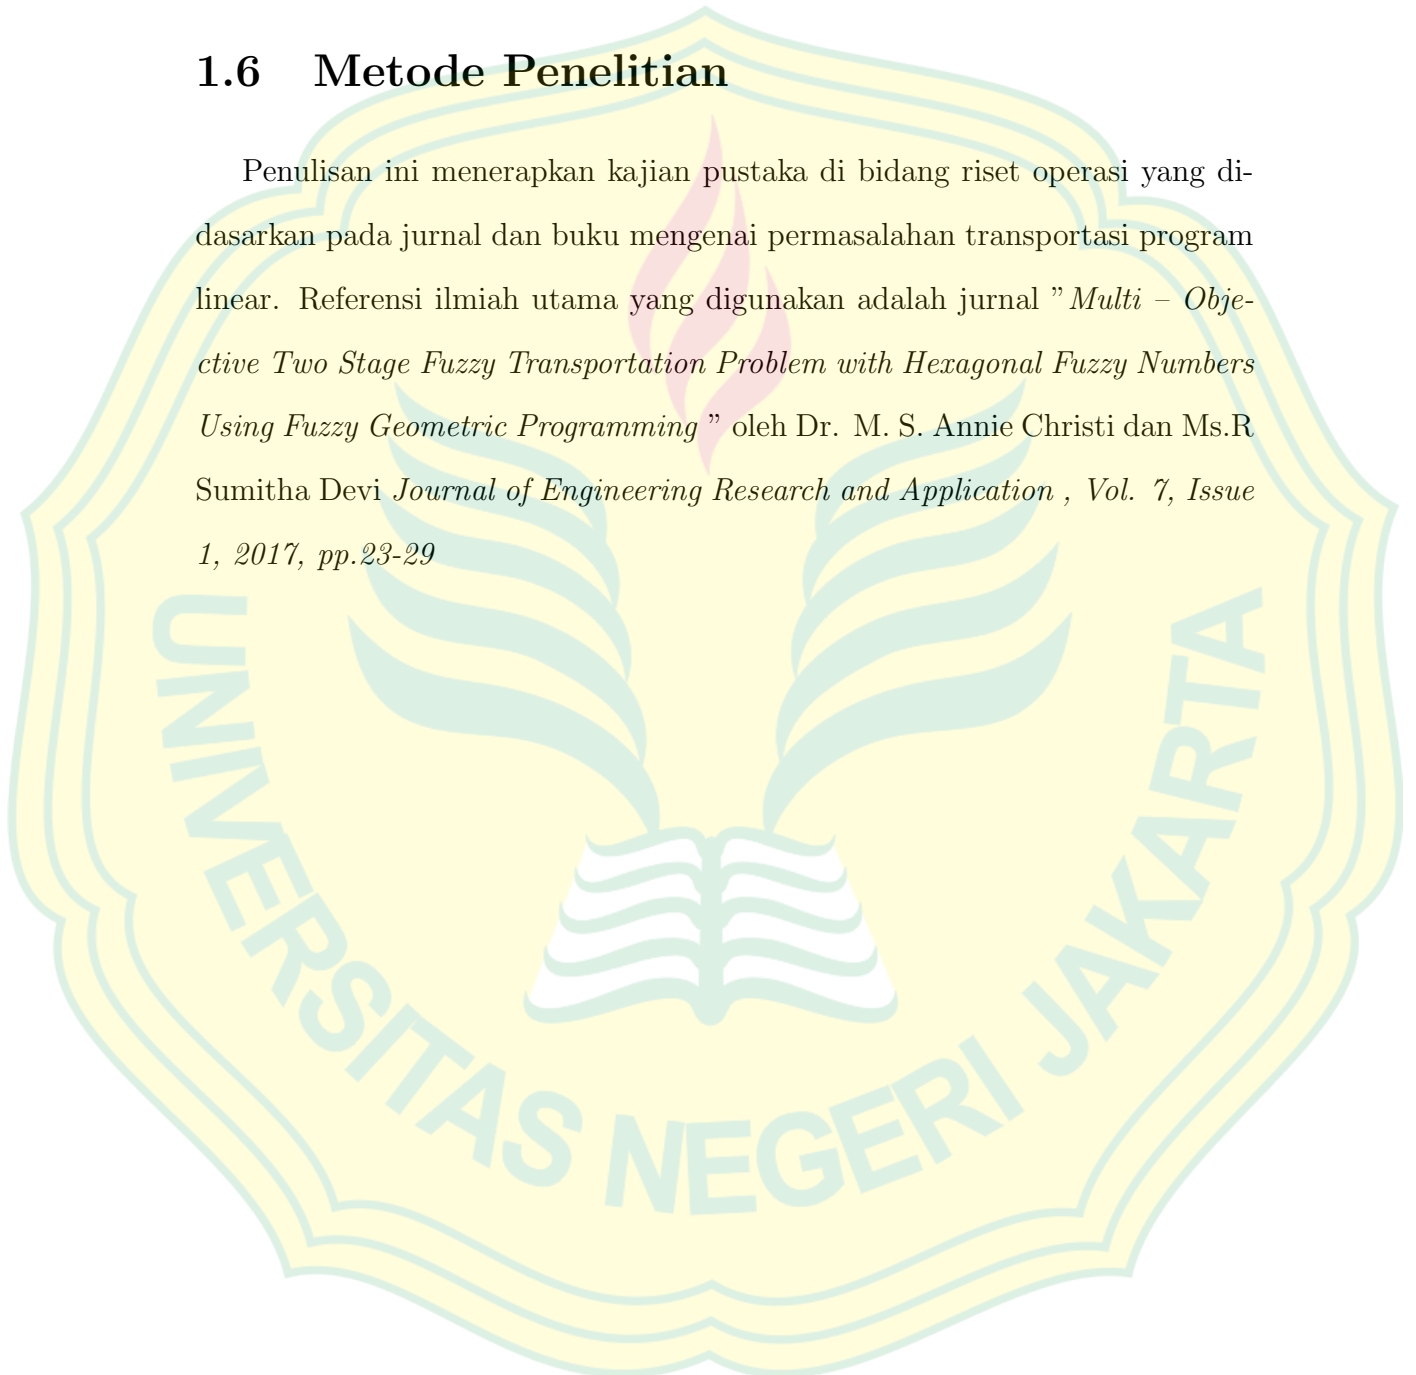 1.6 Metode Penelitian
Penulisan ini menerapkan kajian pustaka di bidang riset operasi yang di-
dasarkan pada jurnal dan buku mengenai permasalahan transportasi program
linear. Referensi ilmiah utama yang digunakan adalah jurnal ”Multi – Obje-
ctive Two Stage Fuzzy Transportation Problem with Hexagonal Fuzzy Numbers
Using Fuzzy Geometric Programming ” oleh Dr. M. S. Annie Christi dan Ms.R
Sumitha Devi Journal of Engineering Research and Application , Vol. 7, Issue
1, 2017, pp.23-29
UNIVERSITAS NEGERI JAKARTA